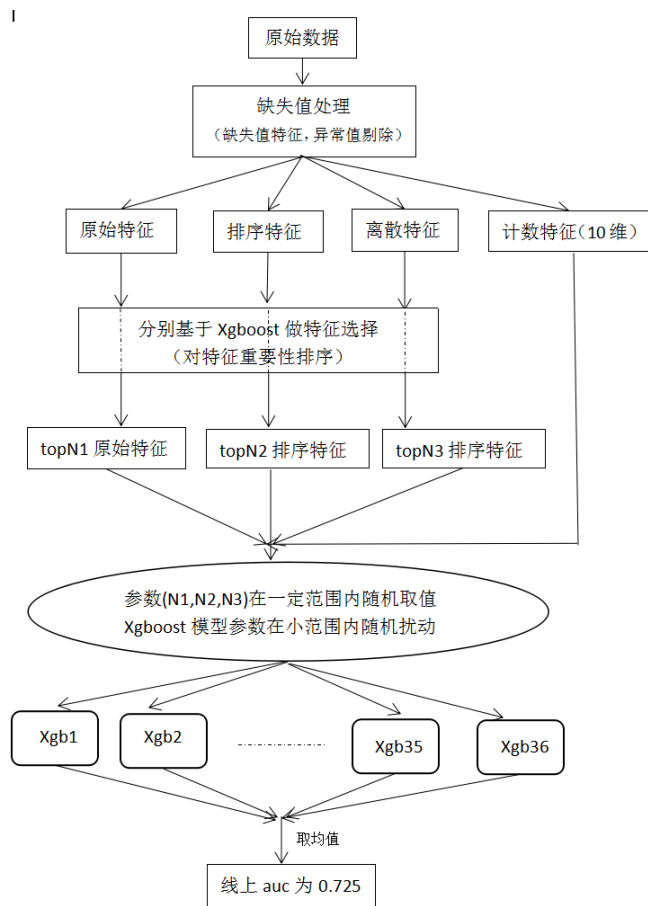 I
原始数据
缺失值处理
（缺失值特征，异常值剔除）
原始特征
排序特征
离散特征
计数特征（10 维）
分别基于 Xgboost 做特征选择
（对特征重要性排序）
topN1 原始特征
topN2 排序特征
topN3 排序特征
参数(N1,N2,N3)在一定范围内随机取值
Xgboost 模型参数在小范围内随机扰动
Xgb1
Xgb2
Xgb35
Xgb36
取均值
线上 auc 为 0.725